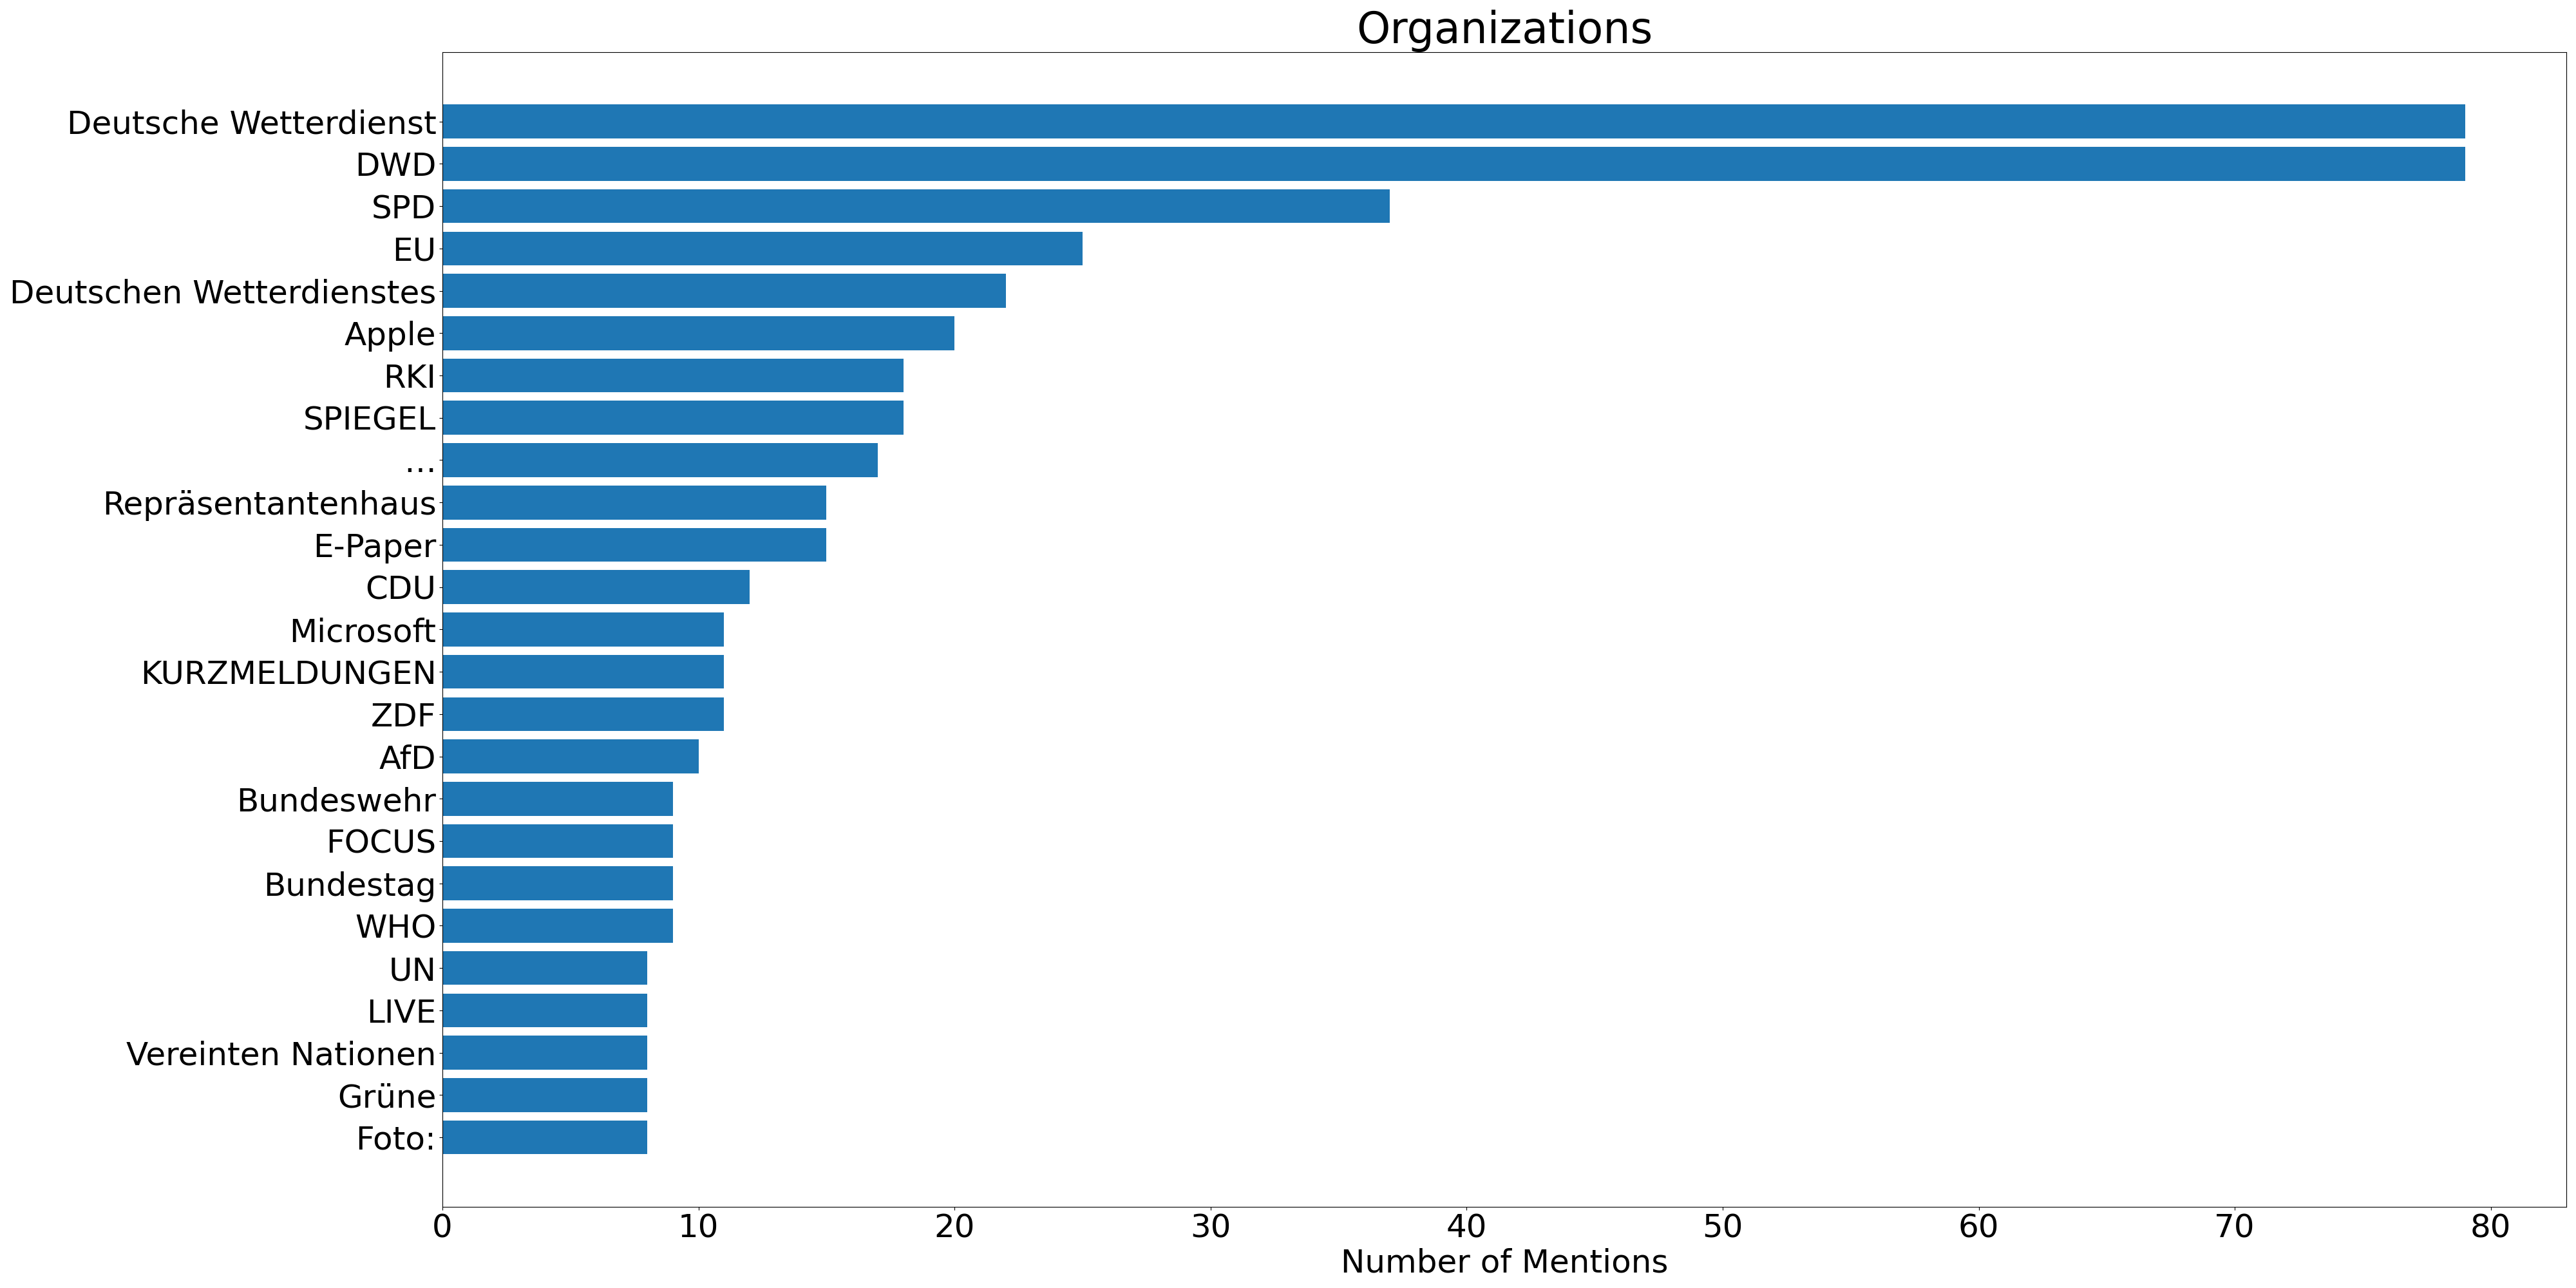 Organizations
Deutsche Wetterdienst
DWD
SPD
EU
Deutschen Wetterdienstes
Apple
RKI
SPIEGEL
...
Repräsentantenhaus
E-Paper
CDU
Microsoft
KURZMELDUNGEN
ZDF
AfD
Bundeswehr
FOCUS
Bundestag
WHO
UN
LIVE
Vereinten Nationen
Grüne
Foto:
0 10 20 30 40 50 60 70 80
Number of Mentions